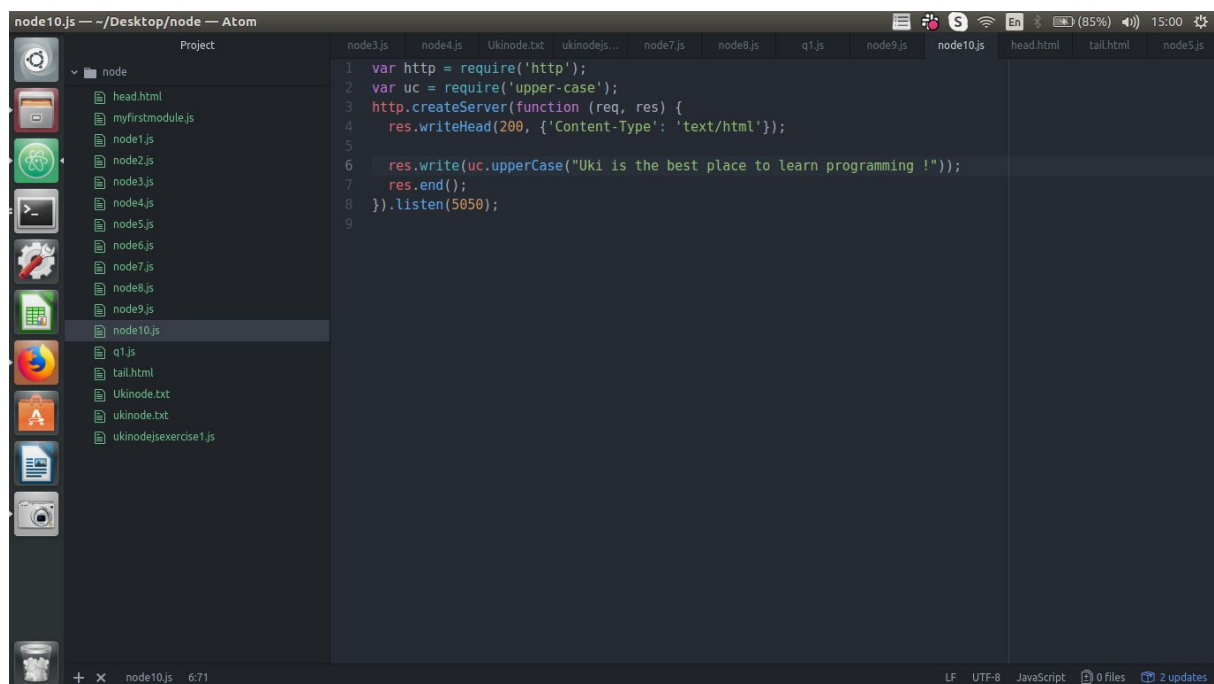 node10.js — ~/Desktop/node — Atom
En (85%) 15:00
Project
node
head.html
myfirstmodule.js
node1.js
node2.js
node3.js
node4.js
node5.js
node6.js
node7.js
node8.js
node9.js
node10.js
q1.js
tail.html
Ukinode.txt
ukinode.txt
ukinodejsexercise1.js
node3.js node4.js Ukinode.txt ukinodejs... node7.js node8.js q1.js node9.js node10.js head.html tail.html node5.js
1 var http = require('http');
2 var uc = require('upper-case');
3 http.createServer(function (req, res) {
4 res.writeHead(200, {'Content-Type': 'text/html'});
5
6 res.write(uc.upperCase("Uki is the best place to learn programming !"));
7 res.end();
8 }).listen(5050);
9
+ × node10.js 6:71 LF UTF-8 JavaScript 0 files 2 updates